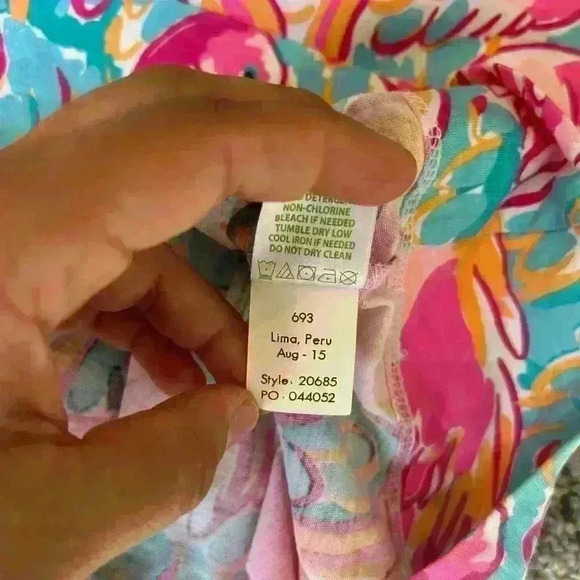 DETERGENT
NON-CHLORINE
BLEACH IF NEEDED
TUMBLE DRY LOW
COOL IRON IF NEEDED
DO NOT DRY CLEAN
693
Lima, Peru
Aug - 15
Style: 20685
PO : 044052